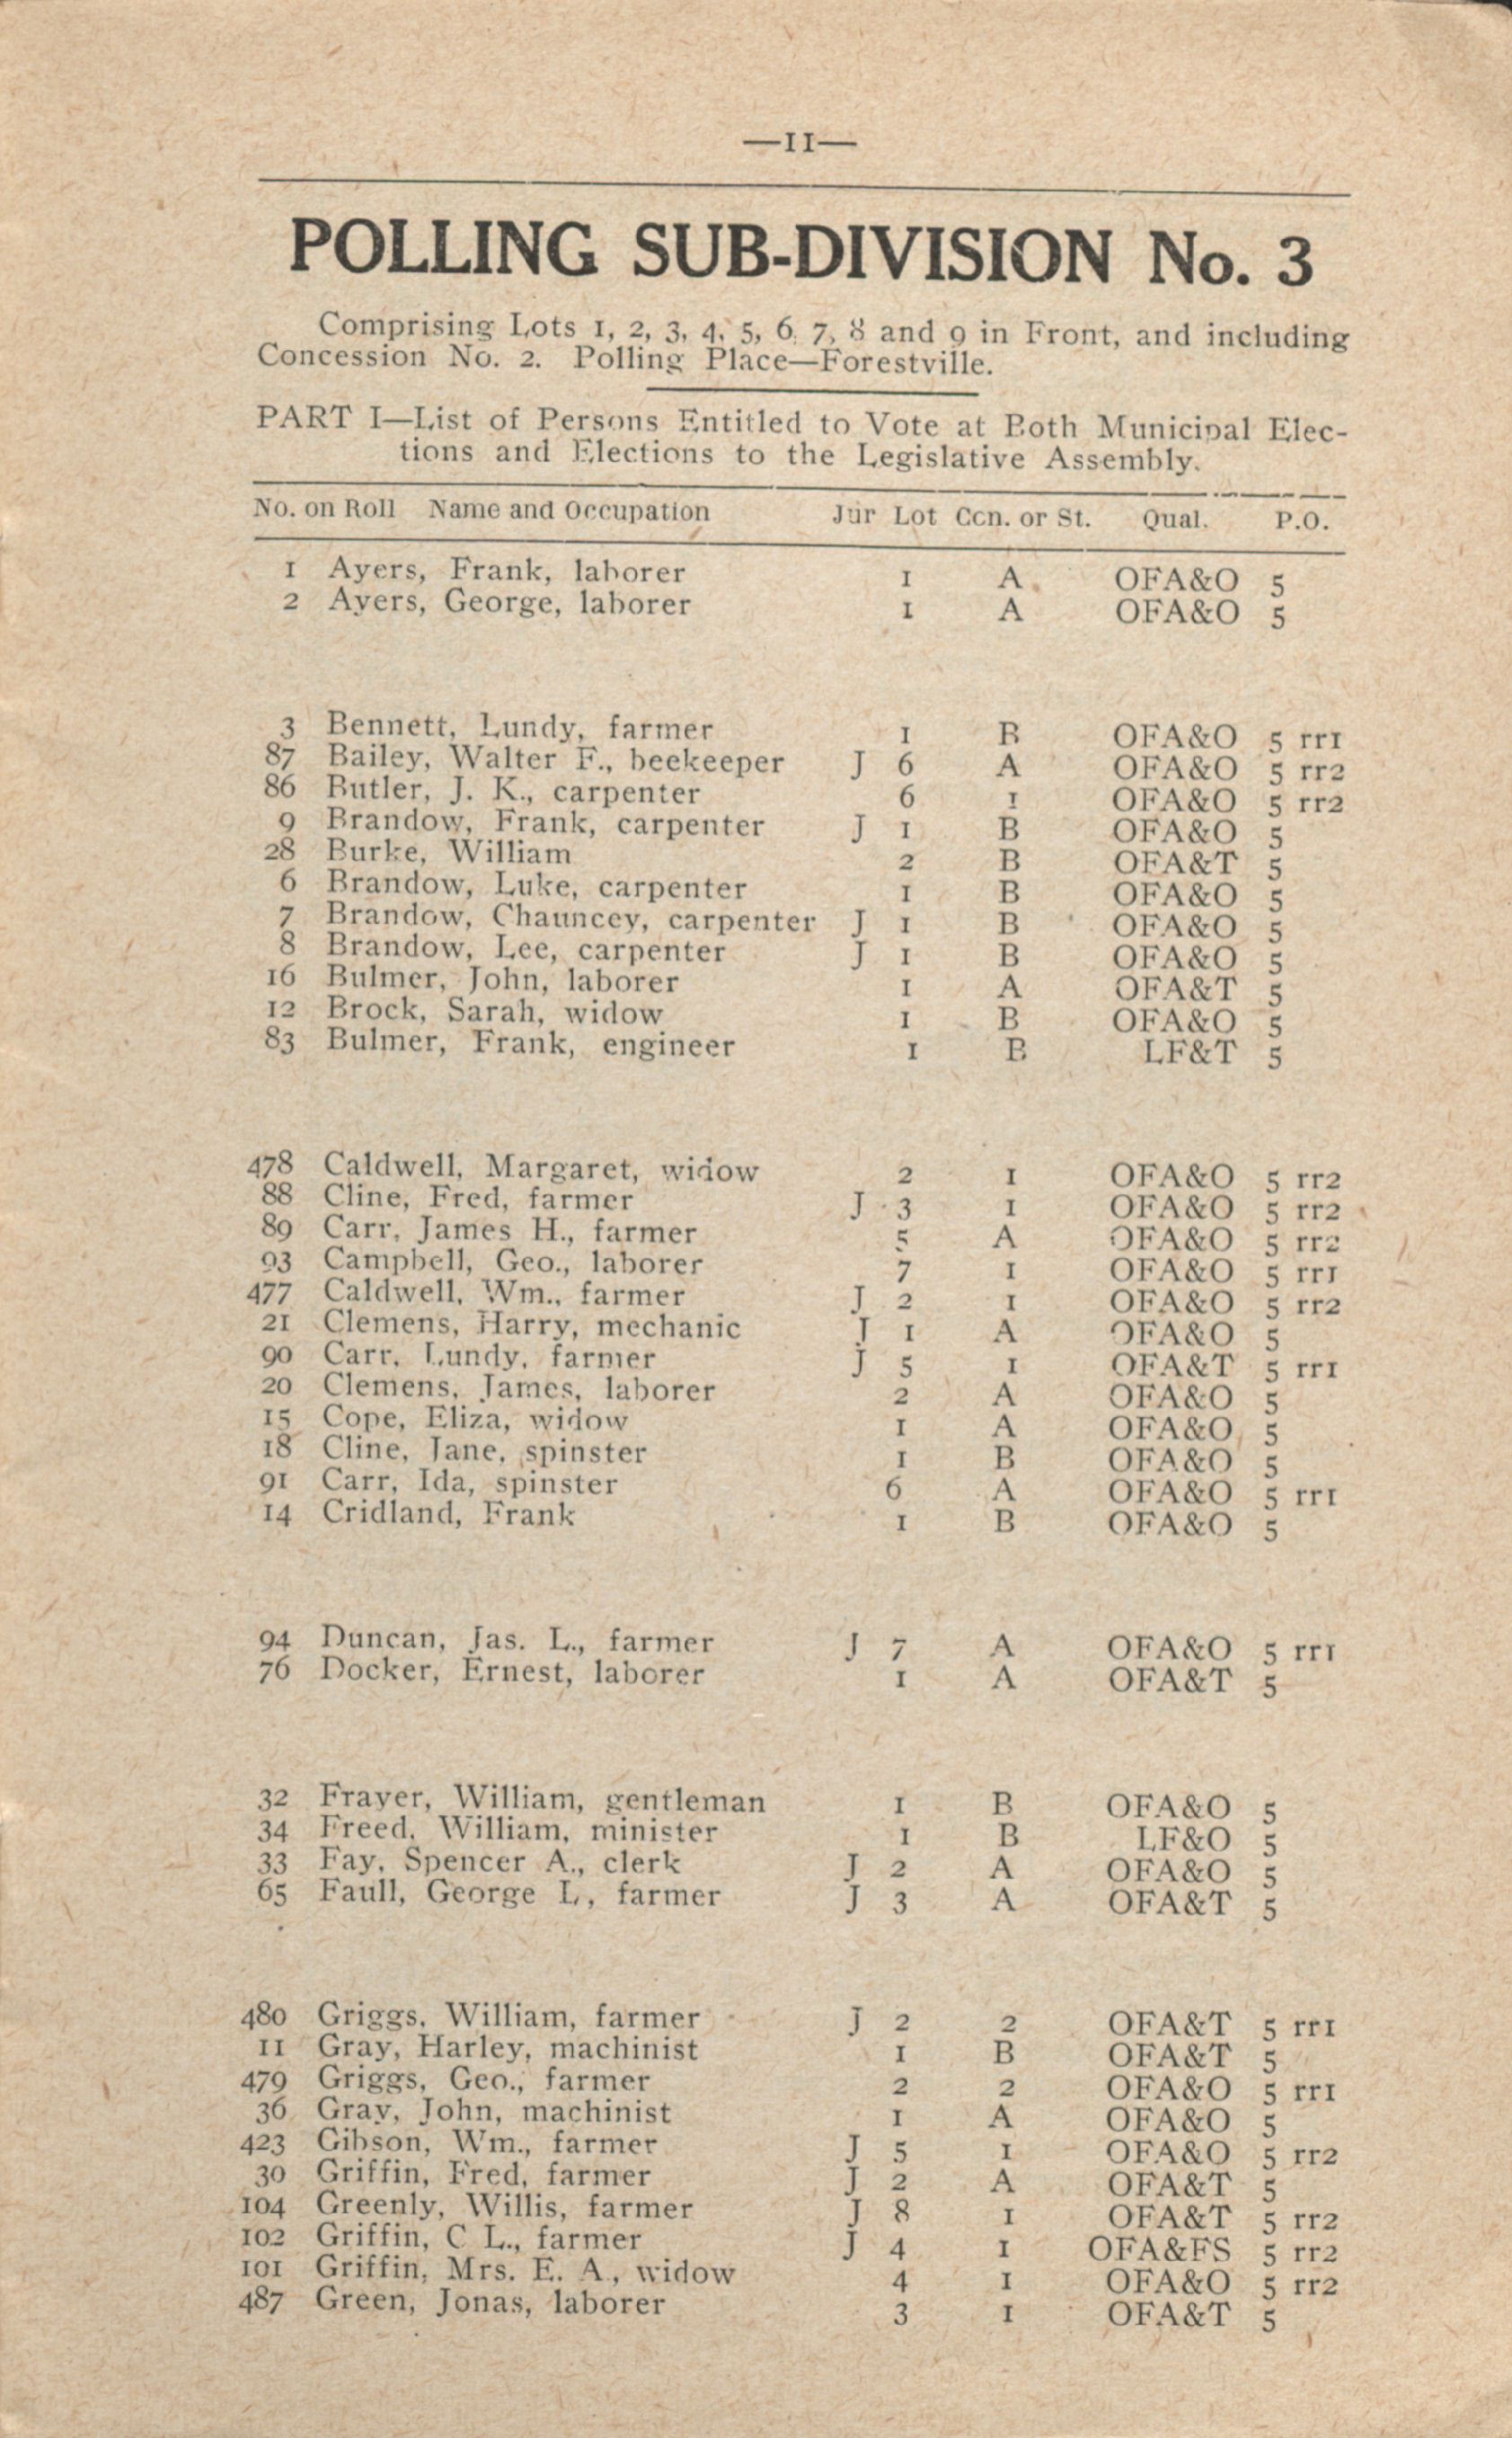 —11—
POLLING SUB-DIVISION No. 3
Comprising Lots 1, 2, 3, 4, 5, 6, 7, 8 and 9 in Front, and including
Concession No. 2. Polling Place—Forestville.
PART I—List of Persons Entitled to Vote at Both Municipal Elec-
tions and Elections to the Legislative Assembly.
No. on Roll Name and Occupation Jur Lot Ccn. or St. Qual. P.O.
1 Ayers, Frank, laborer 1 A OFA&O 5
2 Ayers, George, laborer 1 A OFA&O 5
3 Bennett, Lundy, farmer 1 B OFA&O 5 rr1
87 Bailey, Walter F., beekeeper J 6 A OFA&O 5 rr2
86 Butler, J. K., carpenter 6 1 OFA&O 5 rr2
9 Brandow, Frank, carpenter J 1 B OFA&O 5
28 Burke, William 2 B OFA&T 5
6 Brandow, Luke, carpenter 1 B OFA&O 5
7 Brandow, Chauncey, carpenter J 1 B OFA&O 5
8 Brandow, Lee, carpenter J 1 B OFA&O 5
16 Bulmer, John, laborer 1 A OFA&T 5
12 Brock, Sarah, widow 1 B OFA&O 5
83 Bulmer, Frank, engineer 1 B LF&T 5
478 Caldwell, Margaret, widow 2 1 OFA&O 5 rr2
88 Cline, Fred, farmer J 3 1 OFA&O 5 rr2
89 Carr, James H., farmer 5 A OFA&O 5 rr2
93 Campbell, Geo., laborer 7 1 OFA&O 5 rr1
477 Caldwell, Wm., farmer J 2 1 OFA&O 5 rr2
21 Clemens, Harry, mechanic J 1 A OFA&O 5
90 Carr, Lundy, farmer J 5 1 OFA&T 5 rr1
20 Clemens, James, laborer 2 A OFA&O 5
15 Cope, Eliza, widow 1 A OFA&O 5
18 Cline, Jane, spinster 1 B OFA&O 5
91 Carr, Ida, spinster 6 A OFA&O 5 rr1
14 Cridland, Frank 1 B OFA&O 5
94 Duncan, Jas. L., farmer J 7 A OFA&O 5 rr1
76 Docker, Ernest, laborer 1 A OFA&T 5
32 Frayer, William, gentleman 1 B OFA&O 5
34 Freed, William, minister 1 B LF&O 5
33 Fay, Spencer A., clerk J 2 A OFA&O 5
65 Faull, George L, farmer J 3 A OFA&T 5
480 Griggs, William, farmer J 2 2 OFA&T 5 rr1
11 Gray, Harley, machinist 1 B OFA&T 5
479 Griggs, Geo., farmer 2 2 OFA&O 5 rr1
36 Gray, John, machinist 1 A OFA&O 5
423 Gibson, Wm., farmer J 5 1 OFA&O 5 rr2
30 Griffin, Fred, farmer J 2 A OFA&T 5
104 Greenly, Willis, farmer J 8 1 OFA&T 5 rr2
102 Griffin, C L., farmer J 4 1 OFA&FS 5 rr2
101 Griffin, Mrs. E. A., widow 4 1 OFA&O 5 rr2
487 Green, Jonas, laborer 3 1 OFA&T 5